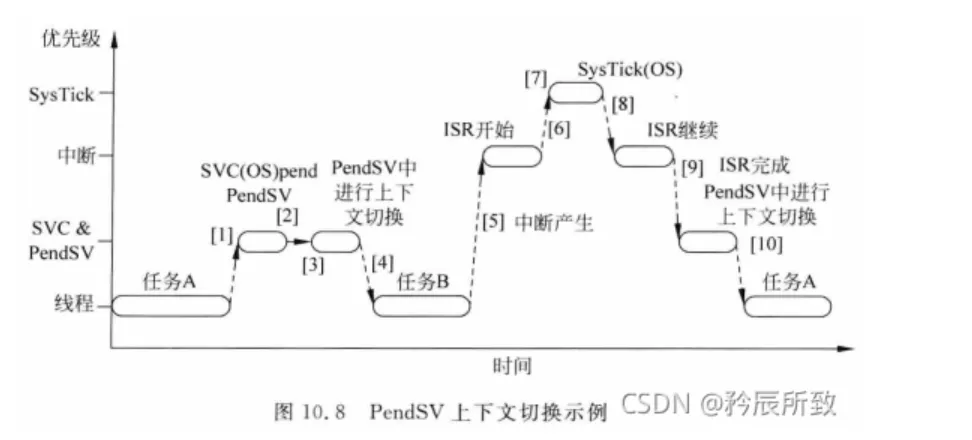 优先级
SysTick(OS)
[7]
SysTick
[8]
ISR开始
[6]
ISR继续
中断
SVC(OS)pend
PendSV
PendSV中
进行上下
文切换
[9]
ISR完成
PendSV中进行
上下文切换
[2]
[1]
[5] 中断产生
SVC &
PendSV
[3]
[4]
[10]
任务A
任务B
任务A
线程
时间
图 10.8 PendSV 上下文切换示例
CSDN @矜辰所致